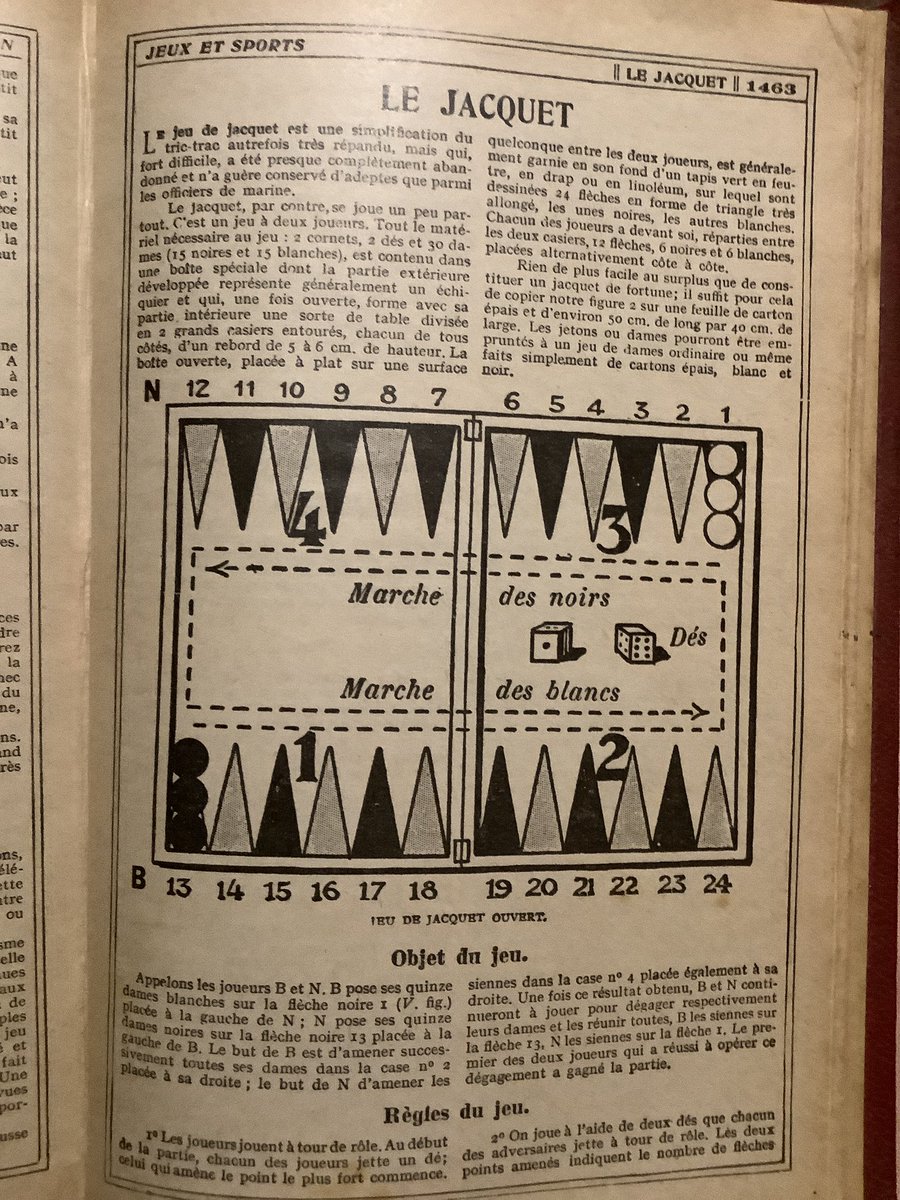 JEUX ET SPORTS
|| LE JACQUET || 1463
LE JACQUET
Le jeu de jacquet est une simplification du
tric-trac autrefois très répandu, mais qui,
fort difficile, a été presque complètement aban-
donné et n'a guère conservé d'adeptes que parmi
les officiers de marine.
Le jacquet, par contre, se joue un peu par-
tout. C'est un jeu à deux joueurs. Tout le maté-
riel nécessaire au jeu : 2 cornets, 2 dés et 30 da-
mes (15 noires et 15 blanches), est contenu dans
une boîte spéciale dont la partie extérieure
développée représente généralement un échi-
quier et qui, une fois ouverte, forme avec sa
partie intérieure une sorte de table divisée
en 2 grands casiers entourés, chacun de tous
côtés, d'un rebord de 5 à 6 cm. de hauteur. La
boîte ouverte, placée à plat sur une surface
quelconque entre les deux joueurs, est générale-
ment garnie en son fond d'un tapis vert en feu-
tre, en drap ou en linoléum, sur lequel sont
dessinées 24 flèches en forme de triangle très
allongé, les unes noires, les autres blanches.
Chacun des joueurs a devant soi, réparties entre
les deux casiers, 12 flèches, 6 noires et 6 blanches,
placées alternativement côte à côte.
Rien de plus facile au surplus que de cons-
tituer un jacquet de fortune; il suffit pour cela
de copier notre figure 2 sur une feuille de carton
épais et d'environ 50 cm. de long par 40 cm. de
large. Les jetons ou dames pourront être em-
pruntés à un jeu de dames ordinaire ou même
faits simplement de cartons épais, blanc et
noir.
N 12 11 10 9 8 7 6 5 4 3 2 1
4 3
Marche des noirs
Dés
Marche des blancs
1 2
B 13 14 15 16 17 18 19 20 21 22 23 24
JEU DE JACQUET OUVERT.
Objet du jeu.
Appelons les joueurs B et N. B pose ses quinze
dames blanches sur la flèche noire 1 (V. fig.)
placée à la gauche de N ; N pose ses quinze
dames noires sur la flèche noire 13 placée à la
gauche de B. Le but de B est d'amener succes-
sivement toutes ses dames dans la case n° 2
placée à sa droite ; le but de N d'amener les
siennes dans la case n° 4 placée également à sa
droite. Une fois ce résultat obtenu, B et N conti-
nueront à jouer pour dégager respectivement
leurs dames et les réunir toutes, B les siennes sur
la flèche 13, N les siennes sur la flèche 1. Le pre-
mier des deux joueurs qui a réussi à opérer ce
dégagement a gagné la partie.
Règles du jeu.
1° Les joueurs jouent à tour de rôle. Au début
de la partie, chacun des joueurs jette un dé;
celui qui amène le point le plus fort commence.
2° On joue à l'aide de deux dés que chacun
des adversaires jette à tour de rôle. Les deux
points amenés indiquent le nombre de flèches